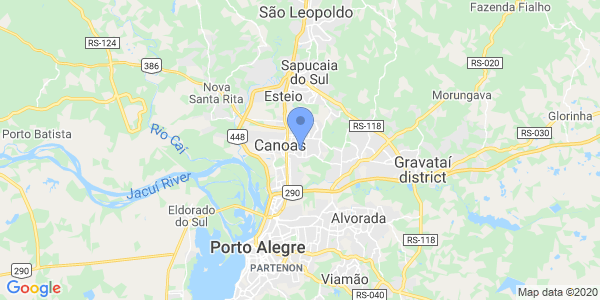 Fazenda Fialho
São Leopoldo
RS-124
386
RS-020
Sapucaia
do Sul
Nova
Santa Rita
Esteio
Morungava
Glorinha
Porto Batista
Rio Caí
448
Canoas
RS-118
RS-030
RS-030
Gravataí
district
Jacuí River
290
Eldorado
do Sul
Alvorada
Porto Alegre
RS-118
290
PARTENON
Viamão
Google
RS-040
Map data ©2020